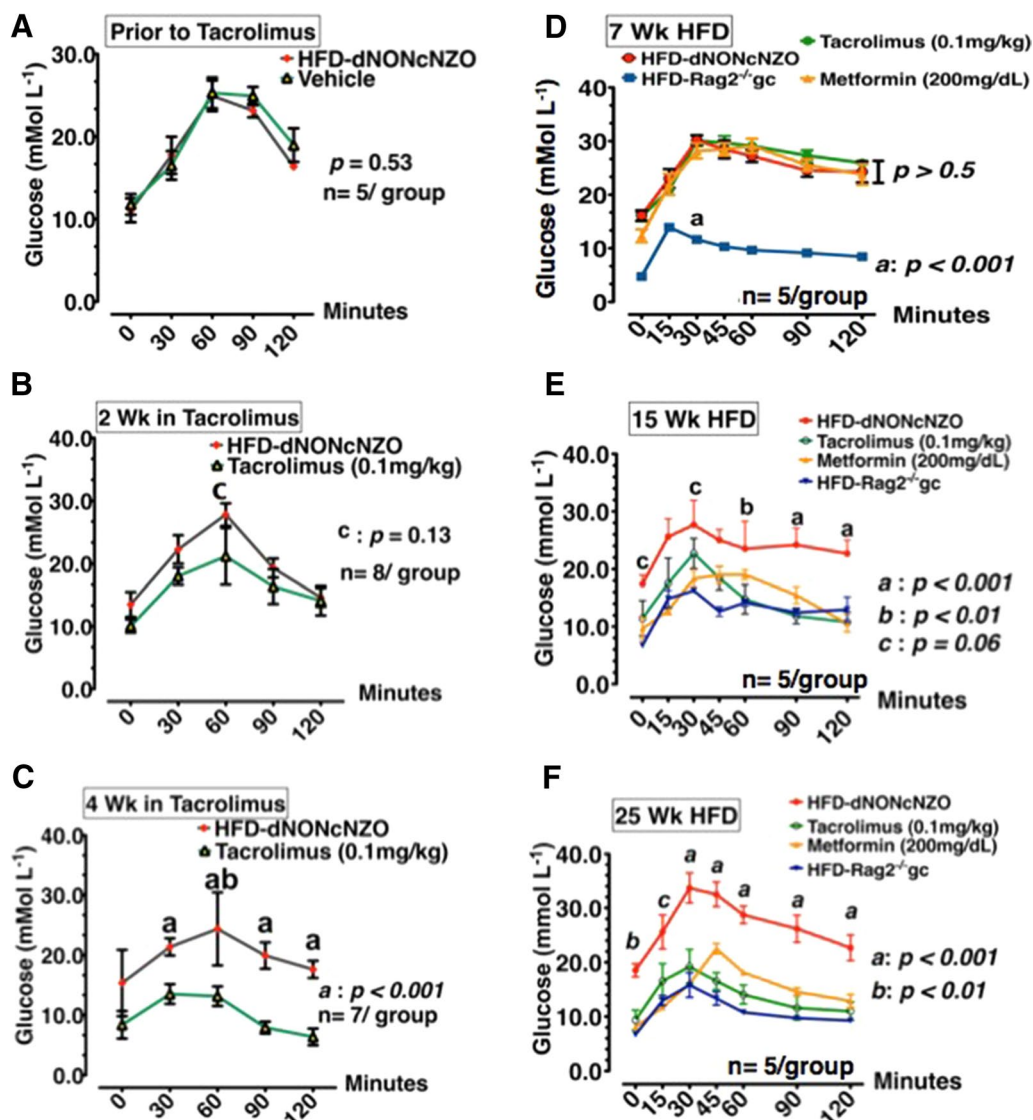 A
Prior to Tacrolimus
HFD-dNONcNZO
Vehicle
Glucose (mMol L-1)
30.0
20.0
10.0
0.0
p = 0.53
n= 5/ group
Minutes
0 30 60 90 120
B
2 Wk in Tacrolimus
HFD-dNONcNZO
Tacrolimus (0.1mg/kg)
Glucose (mMol L-1)
40.0
30.0
20.0
10.0
0.0
c
c : p = 0.13
n= 8/ group
Minutes
0 30 60 90 120
C
4 Wk in Tacrolimus
HFD-dNONcNZO
Tacrolimus (0.1mg/kg)
Glucose (mMol L-1)
40.0
30.0
20.0
10.0
0.0
a ab a a
a : p < 0.001
n= 7/ group
Minutes
0 30 60 90 120
D
7 Wk HFD
Tacrolimus (0.1mg/kg)
HFD-dNONcNZO
HFD-Rag2-/-gc
Metformin (200mg/dL)
Glucose (mMol L-1)
40
30
20
10
0
p > 0.5
a
a: p < 0.001
n= 5/group
Minutes
0 15 30 45 60 90 120
E
15 Wk HFD
HFD-dNONcNZO
Tacrolimus (0.1mg/kg)
Metformin (200mg/dL)
HFD-Rag2-/-gc
Glucose (mmol L-1)
40.0
30.0
20.0
10.0
0.0
c c b a a
a : p < 0.001
b : p < 0.01
c : p = 0.06
n= 5/group
Minutes
0 15 30 45 60 90 120
F
25 Wk HFD
HFD-dNONcNZO
Tacrolimus (0.1mg/kg)
Metformin (200mg/dL)
HFD-Rag2-/-gc
Glucose (mmol L-1)
40.0
30.0
20.0
10.0
0.0
b c a a a a a
a: p < 0.001
b: p < 0.01
n= 5/group
Minutes
0 15 30 45 60 90 120